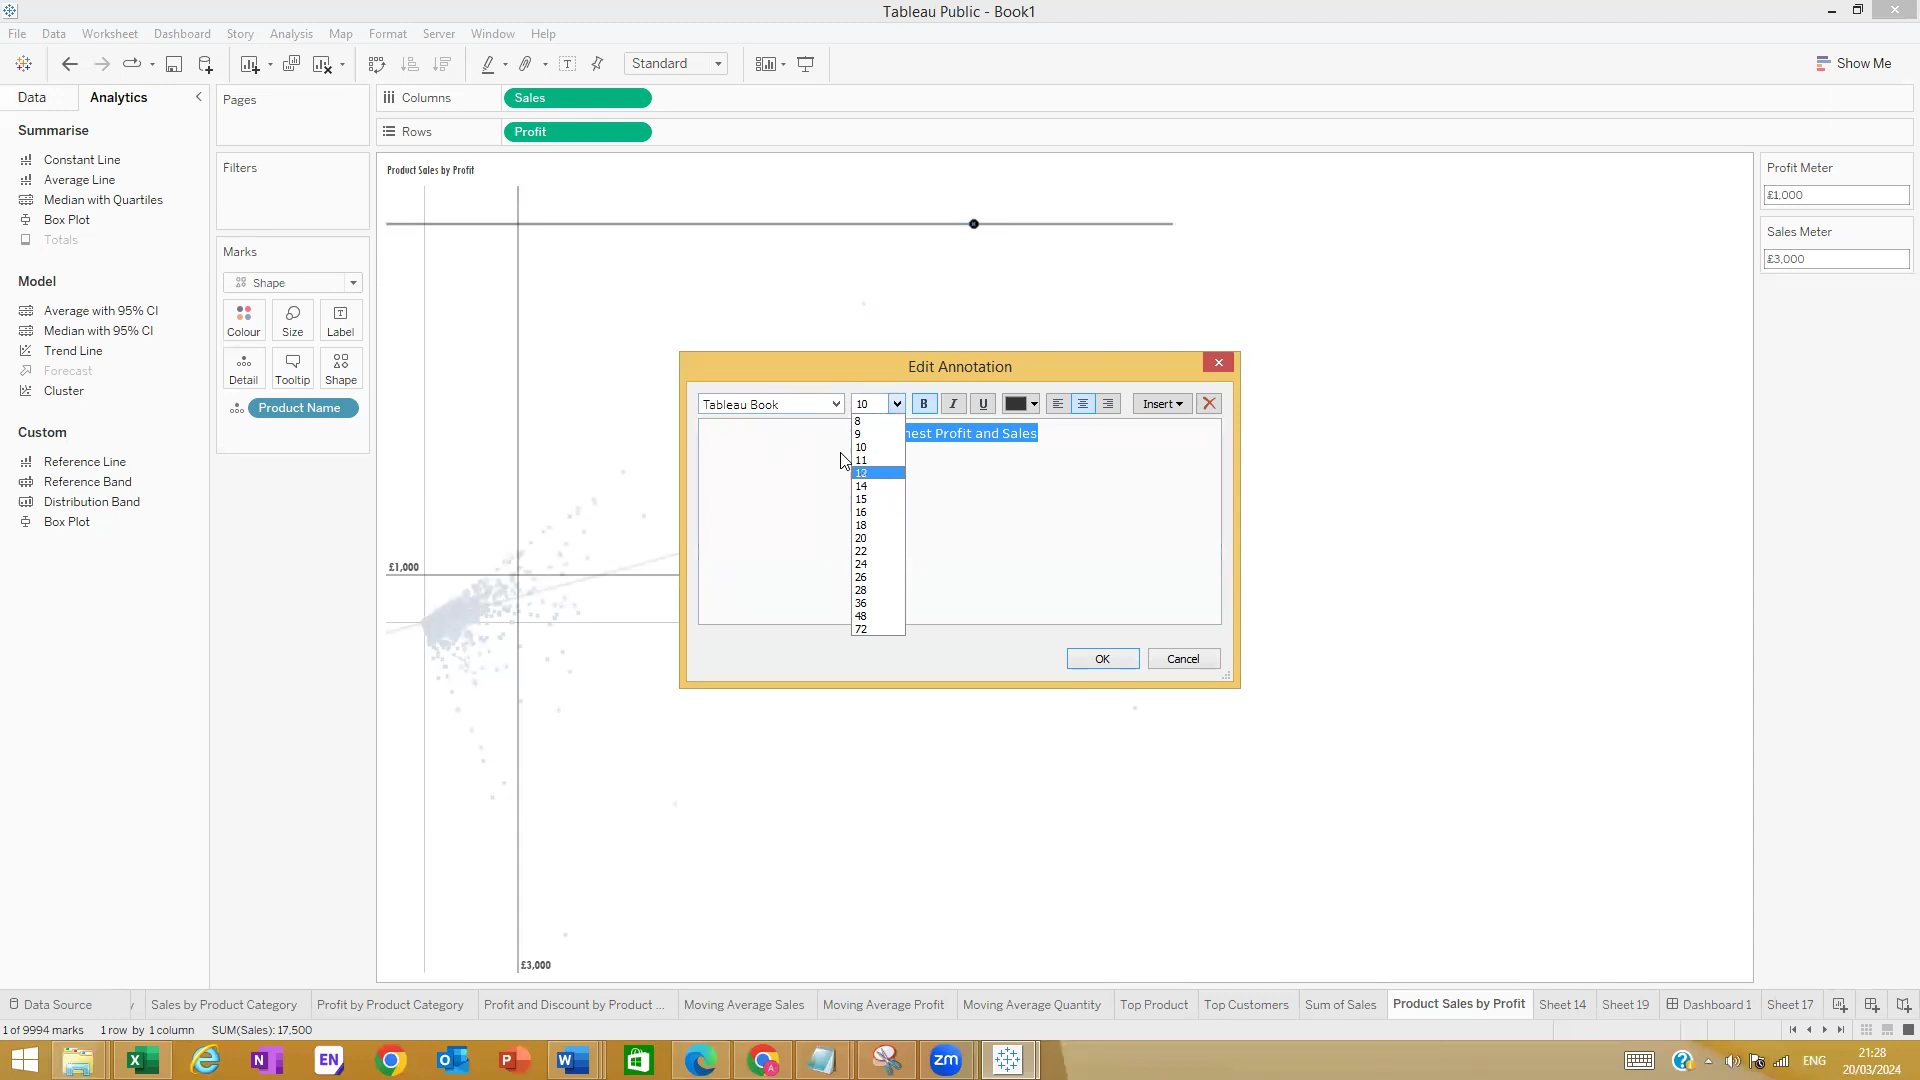 Tableau Public - Book1
File Data Worksheet Dashboard Story Analysis Map Format Server Window Help
Standard
Show Me
Data Analytics
Summarise
Constant Line
Average Line
Median with Quartiles
Box Plot
Totals
Model
Average with 95% CI
Median with 95% CI
Trend Line
Forecast
Cluster
Custom
Reference Line
Reference Band
Distribution Band
Box Plot
Pages
Filters
Marks
Shape
Colour Size Label
Detail Tooltip Shape
Product Name
Columns Sales
Rows Profit
Product Sales by Profit
£1,000
£3,000
Edit Annotation
Tableau Book 10 B I U Insert
8
9
10
11
12
14
15
16
18
20
22
24
26
28
36
48
72
Profit and Sales
OK Cancel
Profit Meter
£1,000
Sales Meter
£3,000
Data Source Sales by Product Category Profit by Product Category Profit and Discount by Product ... Moving Average Sales Moving Average Profit Moving Average Quantity Top Product Top Customers Sum of Sales Product Sales by Profit Sheet 14 Sheet 19 Dashboard 1 Sheet 17
1 of 9994 marks 1 row by 1 column SUM(Sales): 17,500
EN
zm
ENG
21:28
20/03/2024